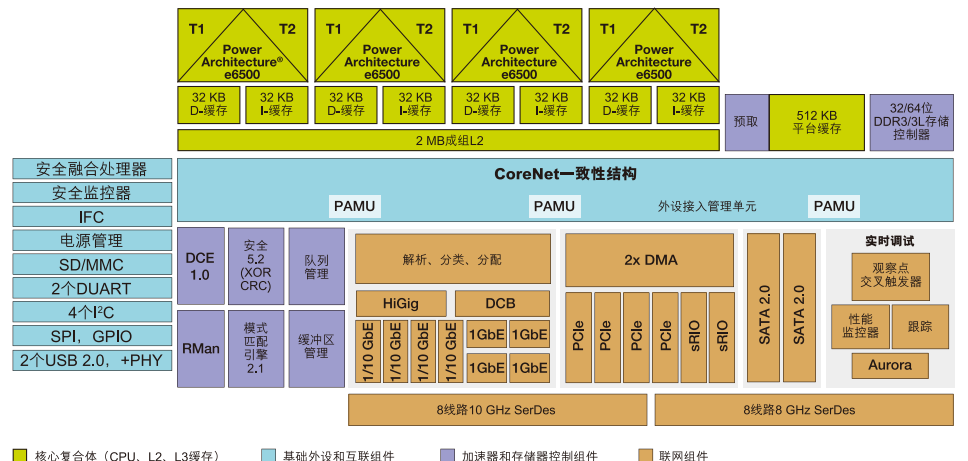 T1 T2 T1 T2 T1 T2 T1 T2
Power Power Power Power
Architecture® Architecture Architecture Architecture
e6500 e6500 e6500 e6500
32 KB 32 KB 32 KB 32 KB 32 KB 32 KB 32 KB 32 KB
D-缓存 I-缓存 D-缓存 I-缓存 D-缓存 I-缓存 D-缓存 I-缓存
2 MB成组L2
预取
512 KB
平台缓存
32/64位
DDR3/3L存储
控制器
安全融合处理器
安全监控器
IFC
电源管理
SD/MMC
2个DUART
4个I²C
SPI，GPIO
2个USB 2.0，+PHY
CoreNet一致性结构
PAMU PAMU 外设接入管理单元 PAMU
DCE
1.0
安全
5.2
(XOR
CRC)
队列
管理
RMan
模式
匹配
引擎
2.1
缓冲区
管理
解析、分类、分配
HiGig DCB
1/10 GbE 1/10 GbE 1/10 GbE 1/10 GbE
1GbE 1GbE
1GbE 1GbE
2x DMA
PCIe PCIe PCIe PCIe sRIO sRIO
SATA 2.0 SATA 2.0
实时调试
观察点
交叉触发器
性能
监控器
跟踪
Aurora
8线路10 GHz SerDes 8线路8 GHz SerDes
核心复合体（CPU、L2、L3缓存） 基础外设和互联组件 加速器和存储器控制组件 联网组件